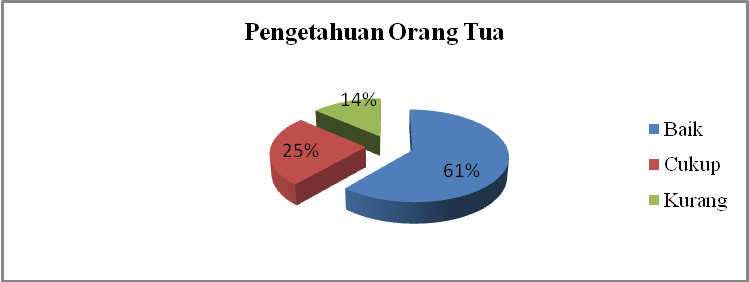 Pengetahuan Orang Tua
14%
25%
61%
Baik
Cukup
Kurang